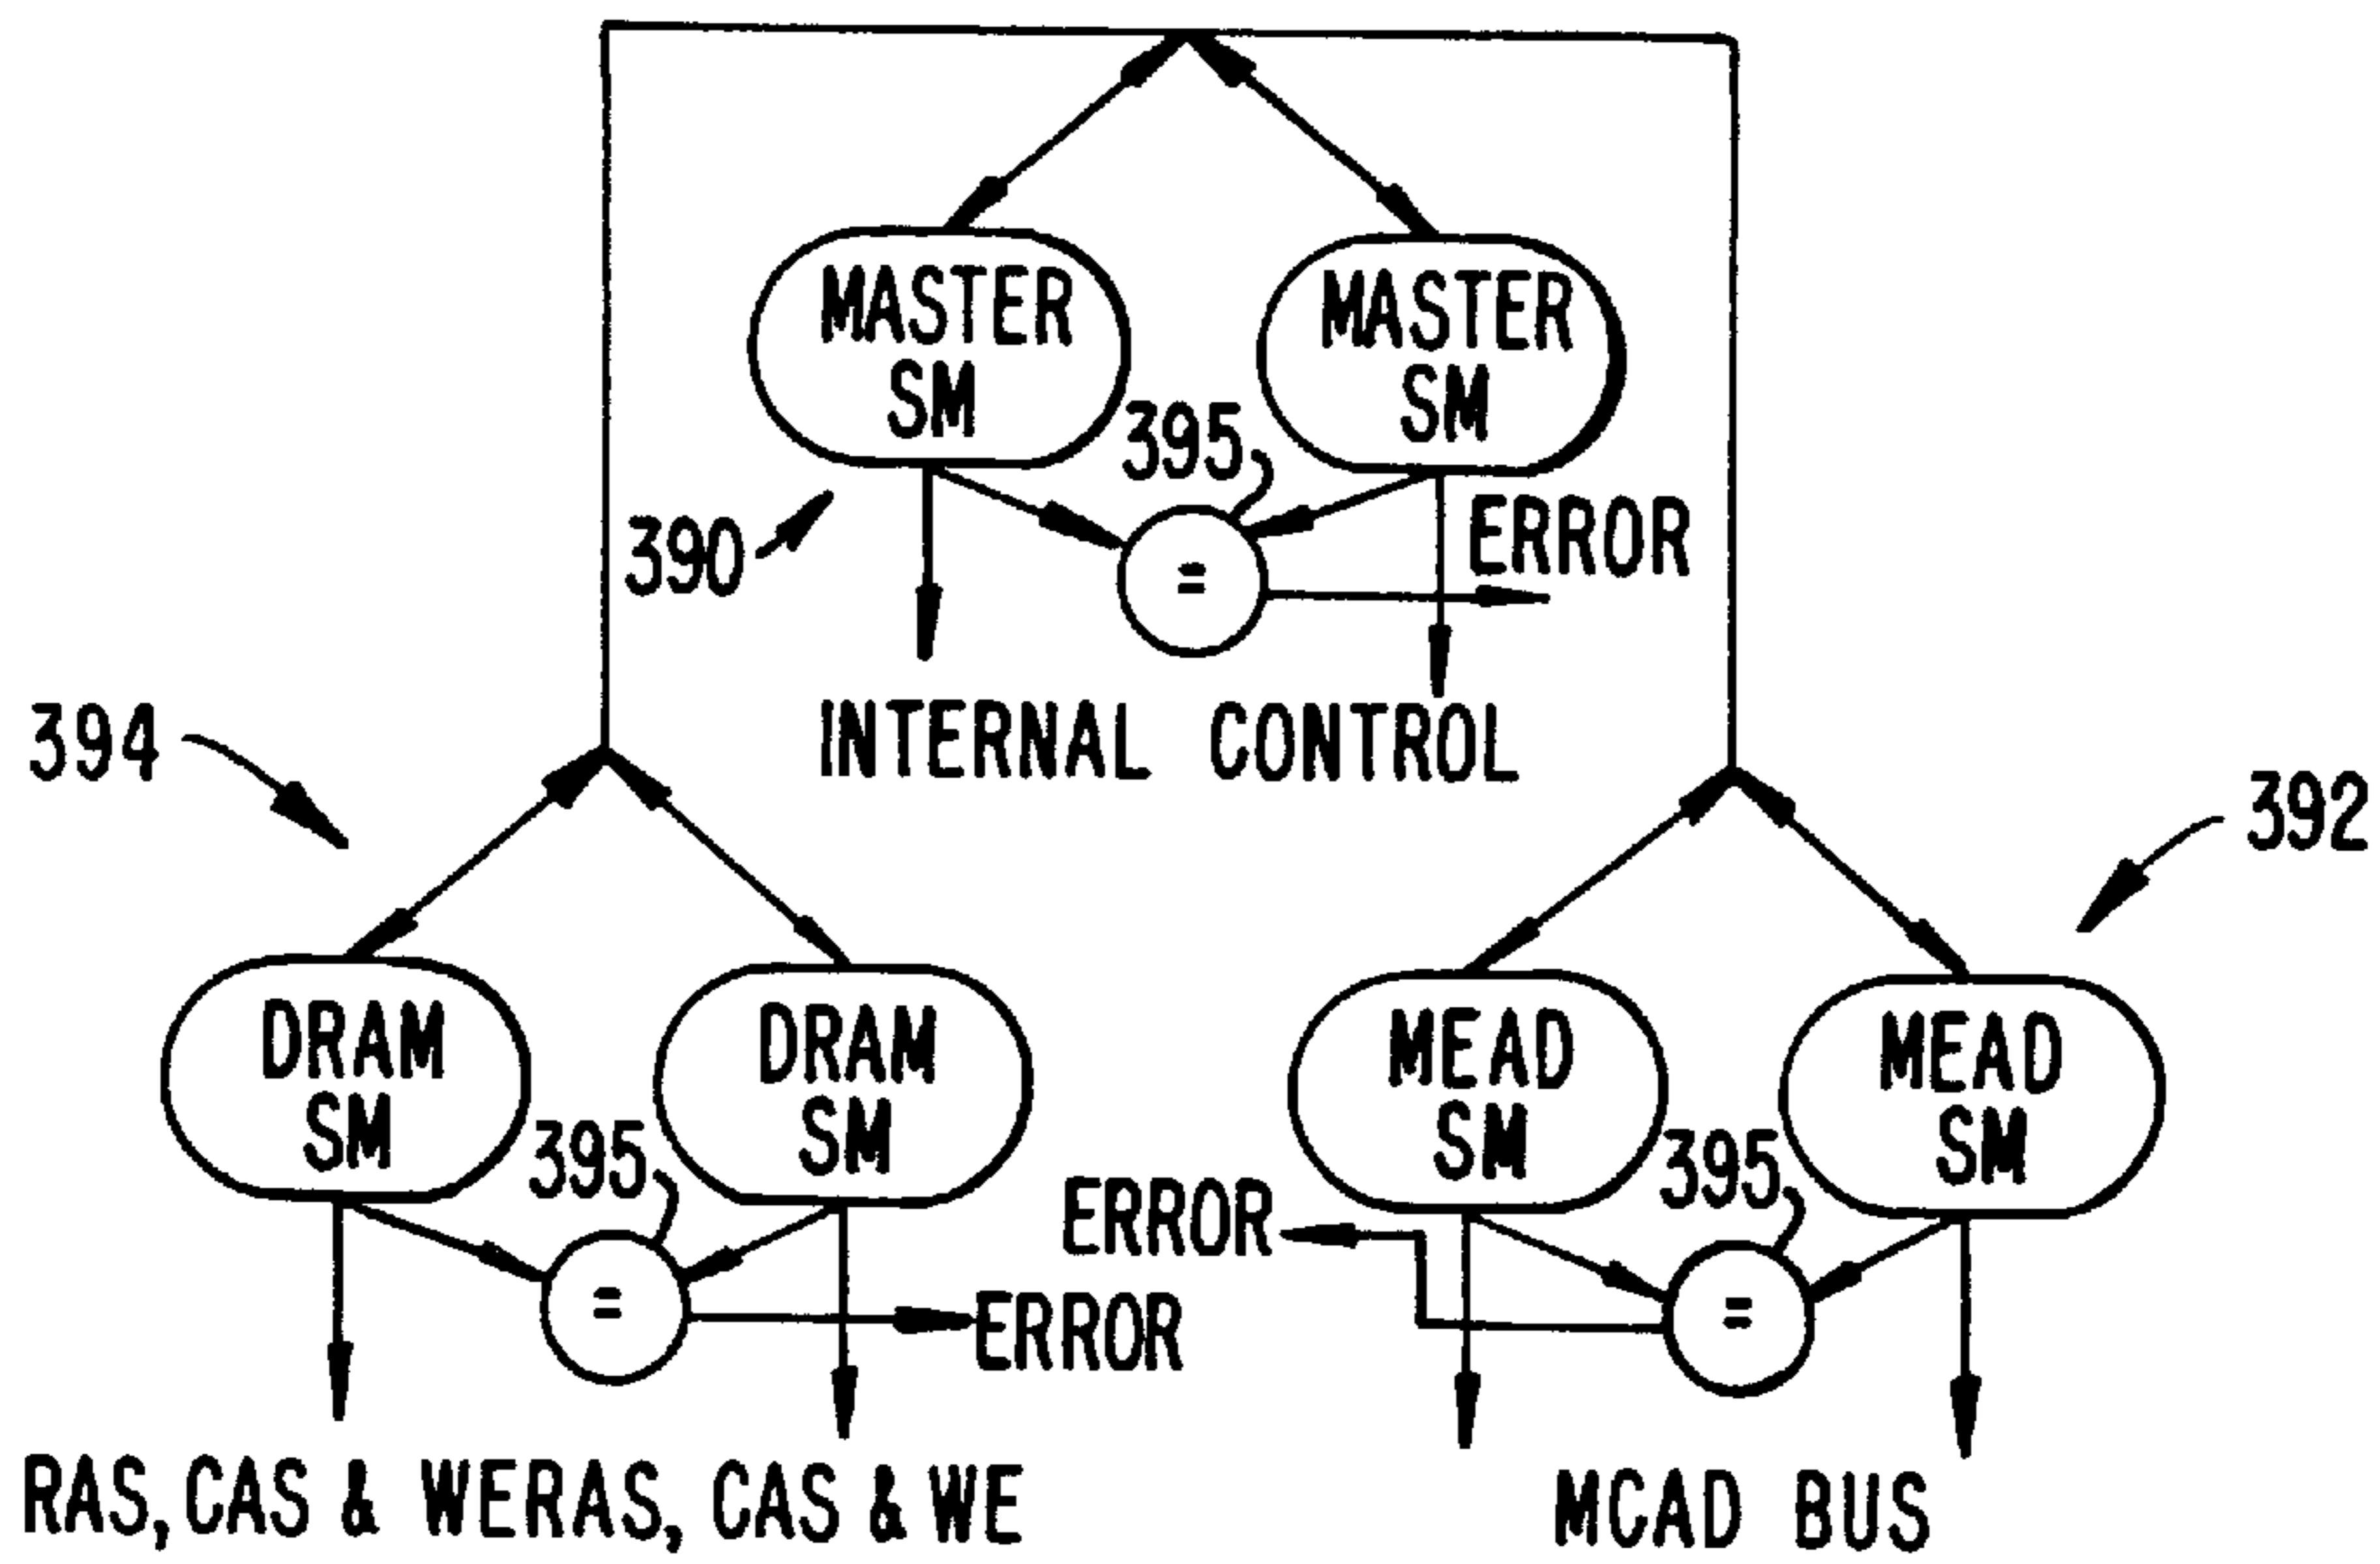 MASTER
SM
MASTER
SM
395
390
ERROR
=
INTERNAL CONTROL
394
392
DRAM
SM
DRAM
SM
395
=
ERROR
MEAD
SM
MEAD
SM
395
ERROR
=
RAS, CAS & WERAS, CAS & WE
MCAD BUS